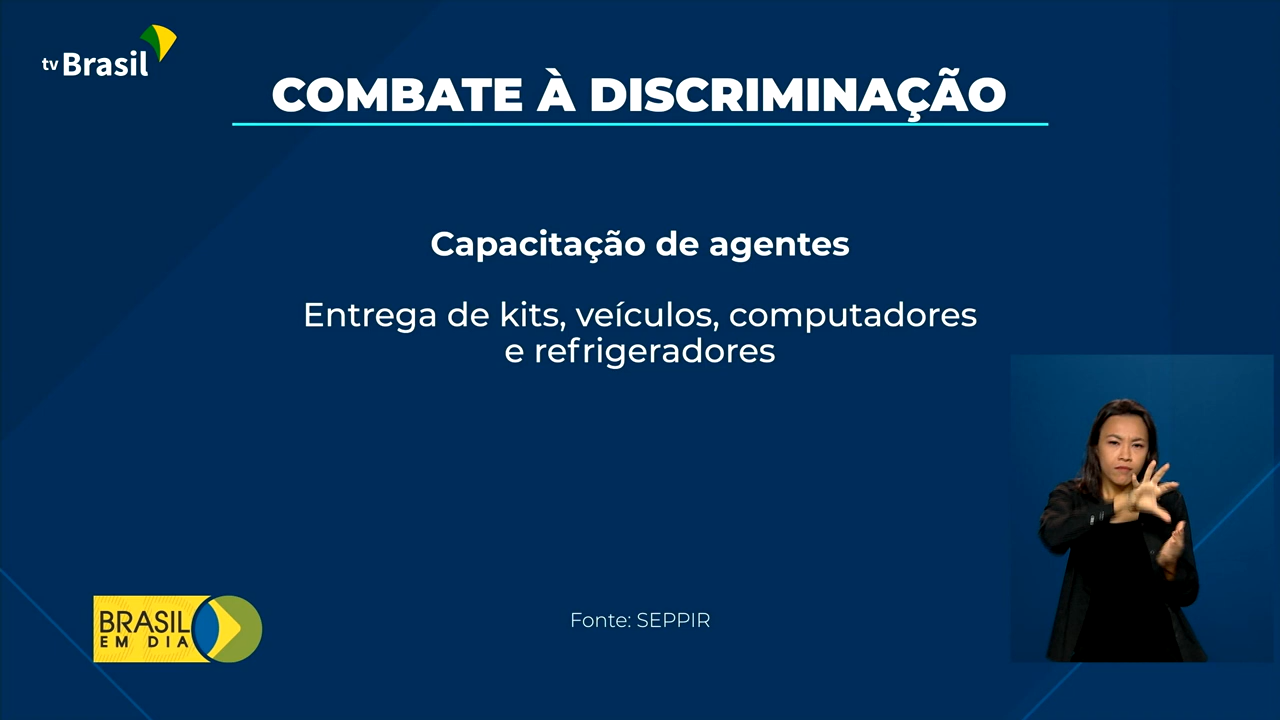 tv Brasil
COMBATE À DISCRIMINAÇÃO
Capacitação de agentes
Entrega de kits, veículos, computadores
e refrigeradores
BRASIL
EM DIA
Fonte: SEPPIR